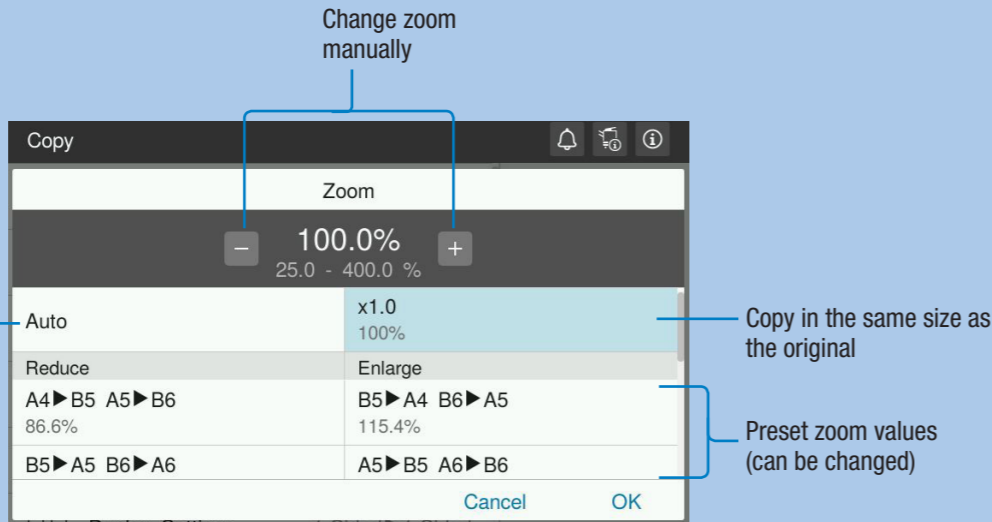 Change zoom
manually
Copy
Zoom
− 100.0% +
25.0 - 400.0 %
Auto
x1.0
100%
Reduce
Enlarge
A4▶B5 A5▶B6
86.6%
B5▶A4 B6▶A5
115.4%
B5▶A5 B6▶A6
A5▶B5 A6▶B6
Cancel
OK
Copy in the same size as
the original
Preset zoom values
(can be changed)